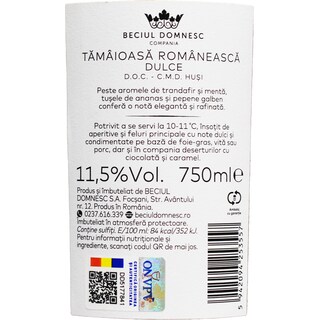 BECIUL DOMNESC
COMPANIA
TĂMÂIOASĂ ROMÂNEASCĂ
DULCE
D.O.C. - C.M.D. HUȘI
Peste aromele de trandafir și mentă,
tușele de ananas și pepene galben
conferă o notă elegantă și rafinată.
Potrivit a se servi la 10-11°C, însoțit de
aperitive și feluri principale cu note dulci și
condimentate pe bază de foie-gras, vită sau
porc, dar și în compania deserturilor cu
ciocolată și caramel.
11,5%Vol. 750ml℮
Produs și îmbuteliat de BECIUL
DOMNESC S.A. Focșani, Str. Avântului
nr. 12. Produs în România.
0237.616.339 beciuldomnesc.ro
Îmbuteliat în atmosferă protectoare.
Conține sulfiți. E/100 ml: 84 kcal/352 kJ.
Pentru informații nutriționale și
ingrediente, scanați codul QR de mai jos.
DD5177841
ONVPV